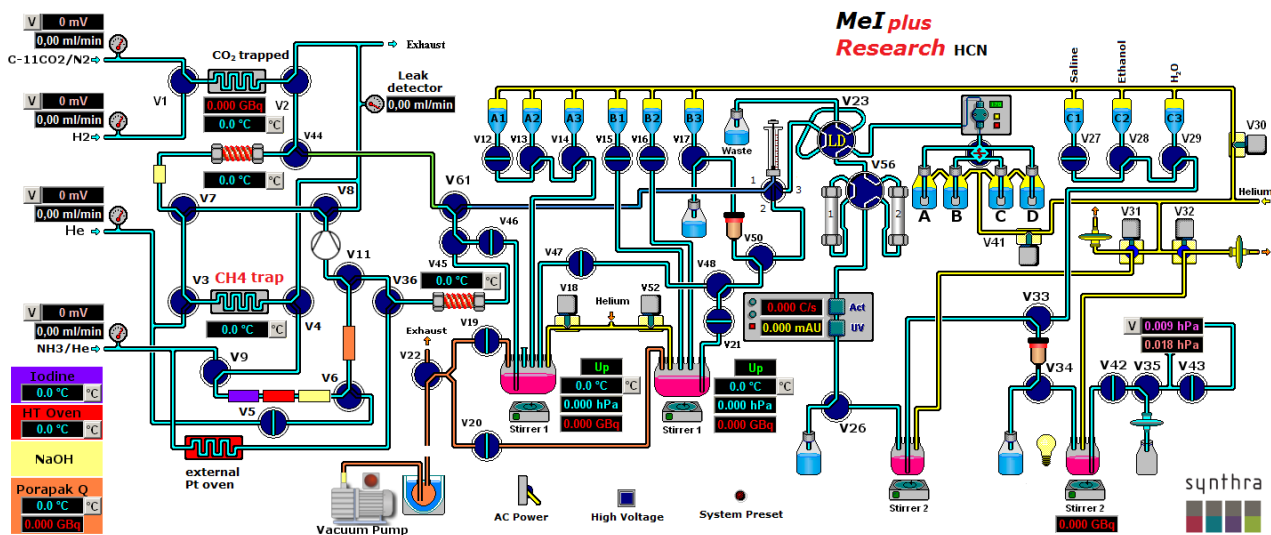 MeI plus
Research HCN
V 0 mV
0,00 ml/min
C-11CO2/N2
V 0 mV
0,00 ml/min
H2
V 0 mV
0,00 ml/min
He
V 0 mV
0,00 ml/min
NH3/He
CO2 trapped
0.000 GBq
0.0 °C °C
V1
V2
Exhaust
Leak
detector
0,00 ml/min
V44
0.0 °C °C
V7
V8
V3
CH4 trap
V4
0.0 °C °C
V11
V36
V9
V6
V5
external
Pt oven
Iodine
0.0 °C °C
HT Oven
0.0 °C °C
NaOH
Porapak Q
0.0 °C °C
0.000 GBq
A1
A2
A3
B1
B2
B3
V12
V13
V14
V15
V16
V17
Waste
V23
JLD
V56
1
2
3
1
2
V61
V46
V45
0.0 °C °C
V47
V48
V50
V21
V18
Helium
V52
Exhaust
V22
V19
V20
Up
0.0 °C °C
0.000 hPa
0.000 GBq
Stirrer 1
Up
0.0 °C °C
0.000 hPa
0.000 GBq
Stirrer 1
Vacuum Pump
AC Power
High Voltage
System Preset
0.000 C/s
0.000 mAU
Act
UV
V26
A
B
C
D
V41
Saline
Ethanol
H2O
C1
C2
C3
V27
V28
V29
V30
Helium
V31
V32
V33
V34
V 0.009 hPa
0.018 hPa
V42
V35
V43
Stirrer 2
Stirrer 2
0.000 GBq
synthra